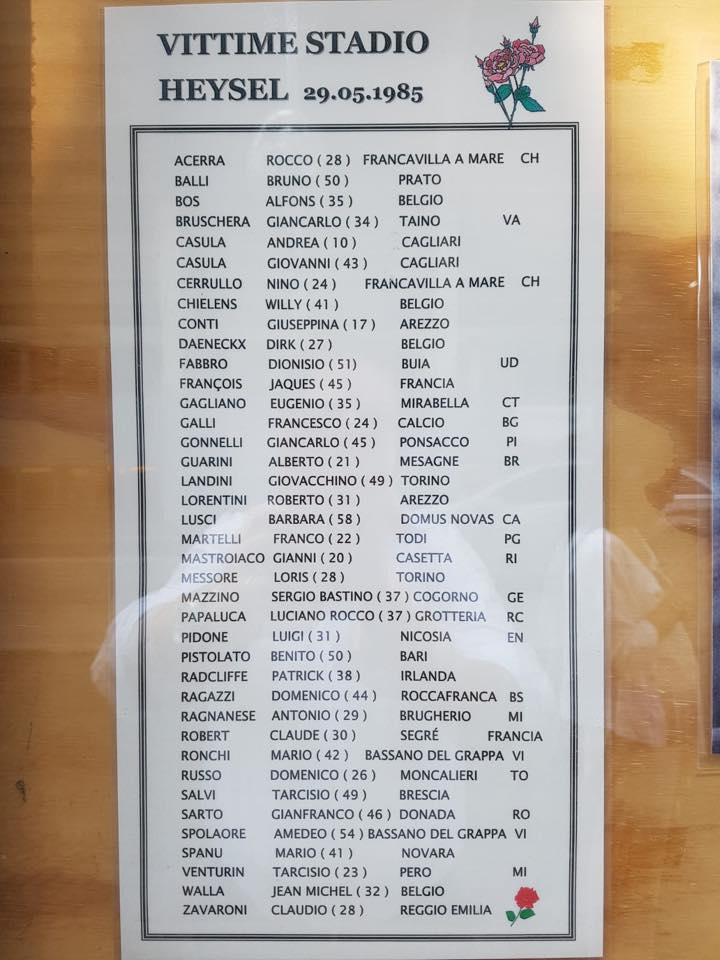 VITTIME STADIO
HEYSEL 29.05.1985
ACERRA ROCCO ( 28 ) FRANCAVILLA A MARE CH
BALLI BRUNO ( 50 ) PRATO
BOS ALFONS ( 35 ) BELGIO
BRUSCHERA GIANCARLO ( 34 ) TAINO VA
CASULA ANDREA ( 10 ) CAGLIARI
CASULA GIOVANNI ( 43 ) CAGLIARI
CERRULLO NINO ( 24 ) FRANCAVILLA A MARE CH
CHIELENS WILLY ( 41 ) BELGIO
CONTI GIUSEPPINA ( 17 ) AREZZO
DAENECKX DIRK ( 27 ) BELGIO
FABBRO DIONISIO ( 51) BUIA UD
FRANÇOIS JAQUES ( 45 ) FRANCIA
GAGLIANO EUGENIO ( 35 ) MIRABELLA CT
GALLI FRANCESCO ( 24 ) CALCIO BG
GONNELLI GIANCARLO ( 45 ) PONSACCO PI
GUARINI ALBERTO ( 21 ) MESAGNE BR
LANDINI GIOVACCHINO ( 49 ) TORINO
LORENTINI ROBERTO ( 31 ) AREZZO
LUSCI BARBARA ( 58 ) DOMUS NOVAS CA
MARTELLI FRANCO ( 22 ) TODI PG
MASTROIACO GIANNI ( 20 ) CASETTA RI
MESSORE LORIS ( 28 ) TORINO
MAZZINO SERGIO BASTINO ( 37 ) COGORNO GE
PAPALUCA LUCIANO ROCCO ( 37 ) GROTTERIA RC
PIDONE LUIGI ( 31 ) NICOSIA EN
PISTOLATO BENITO ( 50 ) BARI
RADCLIFFE PATRICK ( 38 ) IRLANDA
RAGAZZI DOMENICO ( 44 ) ROCCAFRANCA BS
RAGNANESE ANTONIO ( 29 ) BRUGHERIO MI
ROBERT CLAUDE ( 30 ) SEGRÉ FRANCIA
RONCHI MARIO ( 42 ) BASSANO DEL GRAPPA VI
RUSSO DOMENICO ( 26 ) MONCALIERI TO
SALVI TARCISIO ( 49 ) BRESCIA
SARTO GIANFRANCO ( 46 ) DONADA RO
SPOLAORE AMEDEO ( 54 ) BASSANO DEL GRAPPA VI
SPANU MARIO ( 41 ) NOVARA
VENTURIN TARCISIO ( 23 ) PERO MI
WALLA JEAN MICHEL ( 32 ) BELGIO
ZAVARONI CLAUDIO ( 28 ) REGGIO EMILIA